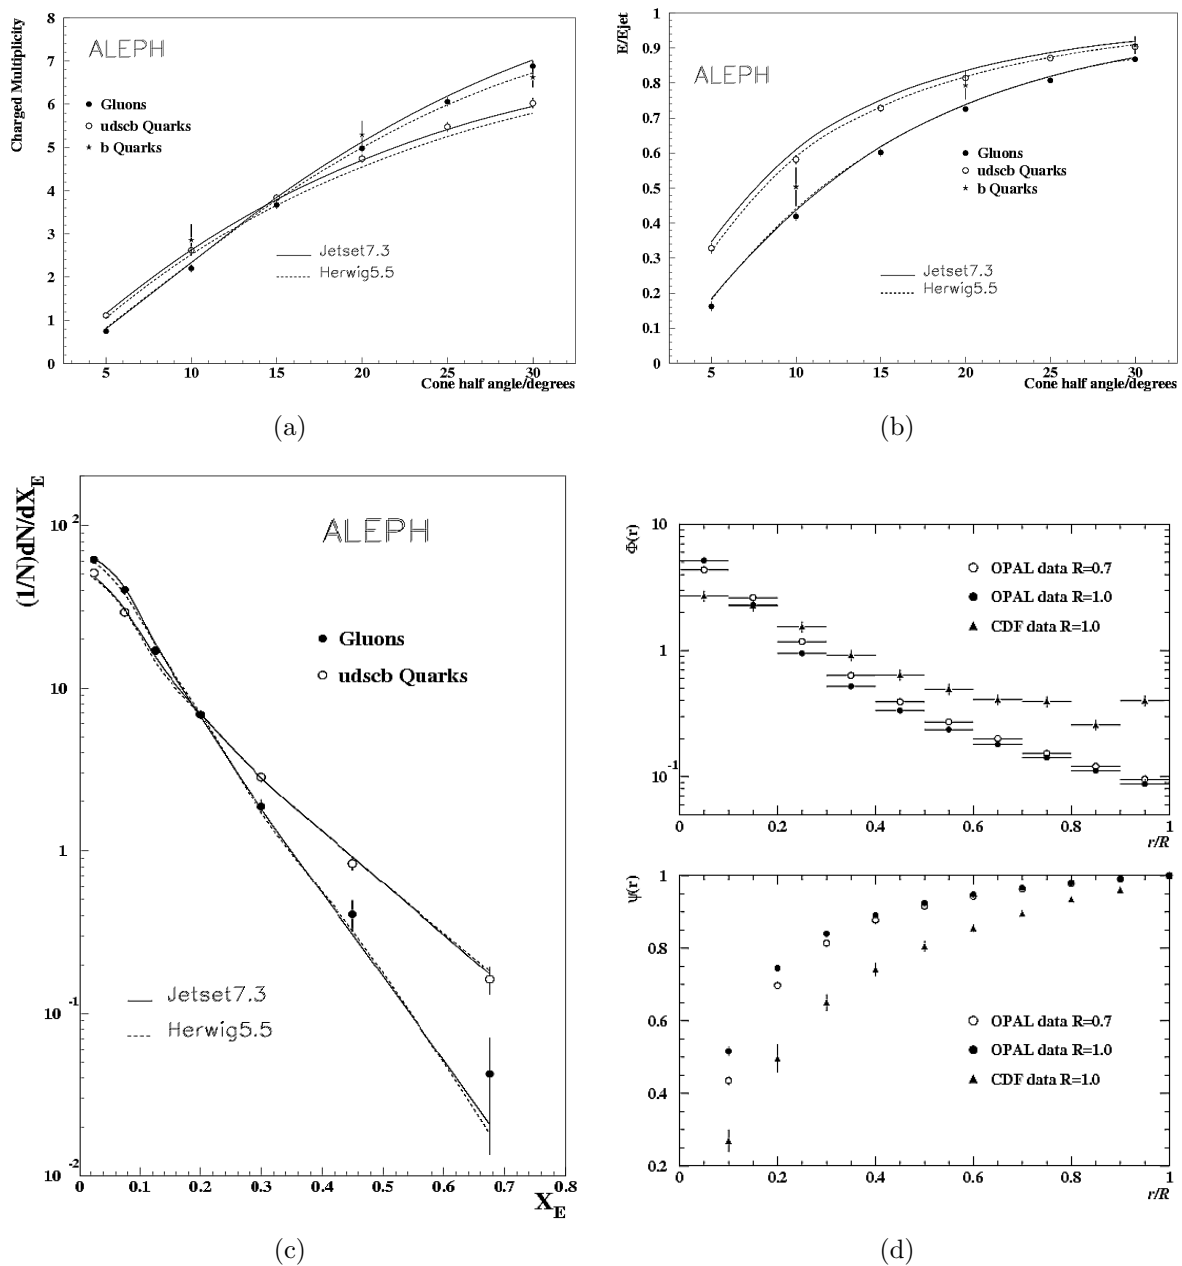 Charged Multiplicity
8
7
6
5
4
3
2
1
0
ALEPH
Gluons
udscb Quarks
b Quarks
Jetset7.3
Herwig5.5
5 10 15 20 25 30
Cone half angle/degrees
(a)
E/Ejet
1
0.9
0.8
0.7
0.6
0.5
0.4
0.3
0.2
0.1
0
ALEPH
Gluons
udscb Quarks
b Quarks
Jetset7.3
Herwig5.5
5 10 15 20 25 30
Cone half angle/degrees
(b)
(1/N)dN/dX_E
10^2
10
1
10^-1
10^-2
ALEPH
Gluons
udscb Quarks
Jetset7.3
Herwig5.5
0 0.1 0.2 0.3 0.4 0.5 0.6 0.7 0.8
X_E
(c)
Φ(r)
10
1
10^-1
OPAL data R=0.7
OPAL data R=1.0
CDF data R=1.0
0 0.2 0.4 0.6 0.8 1
r/R
ψ(r)
1
0.8
0.6
0.4
0.2
OPAL data R=0.7
OPAL data R=1.0
CDF data R=1.0
0 0.2 0.4 0.6 0.8 1
r/R
(d)